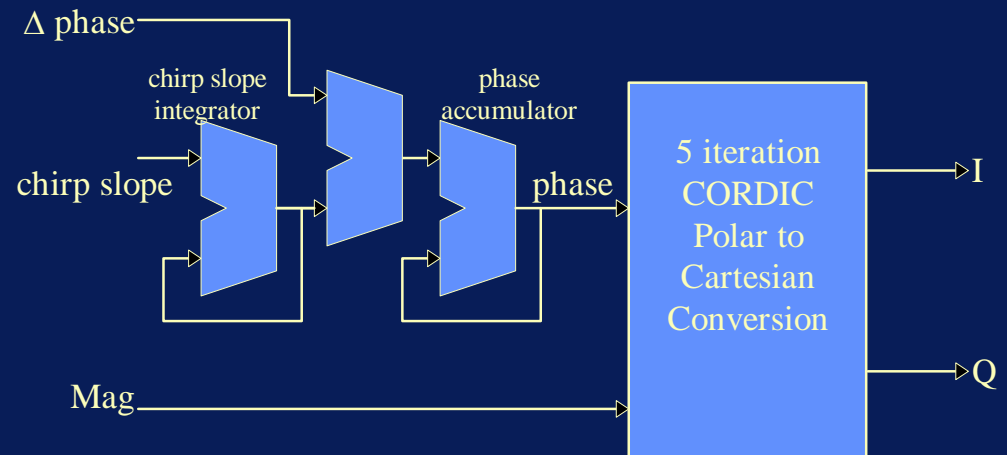 Δ phase
chirp slope
integrator
phase
accumulator
chirp slope
phase
Mag
5 iteration
CORDIC
Polar to
Cartesian
Conversion
I
Q